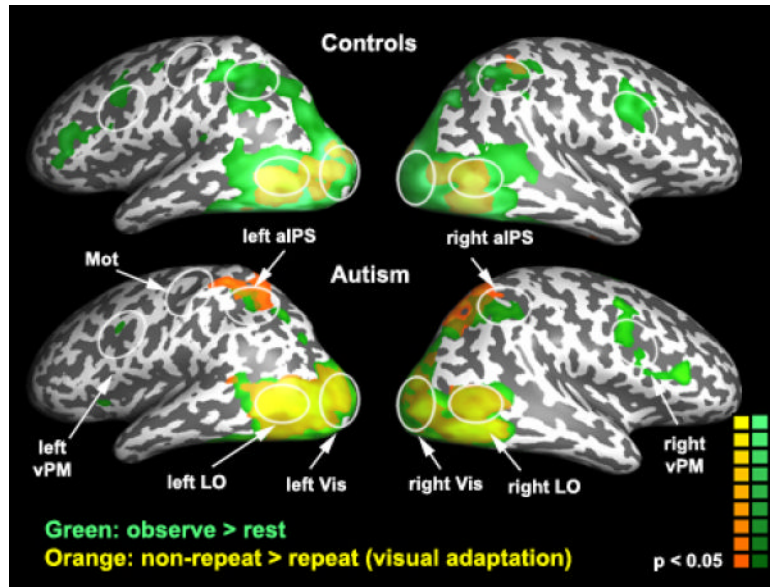 Controls
left aIPS
right aIPS
Mot
Autism
left
vPM
left LO
left Vis
right Vis
right LO
right
vPM
Green: observe > rest
Orange: non-repeat > repeat (visual adaptation)
p < 0.05